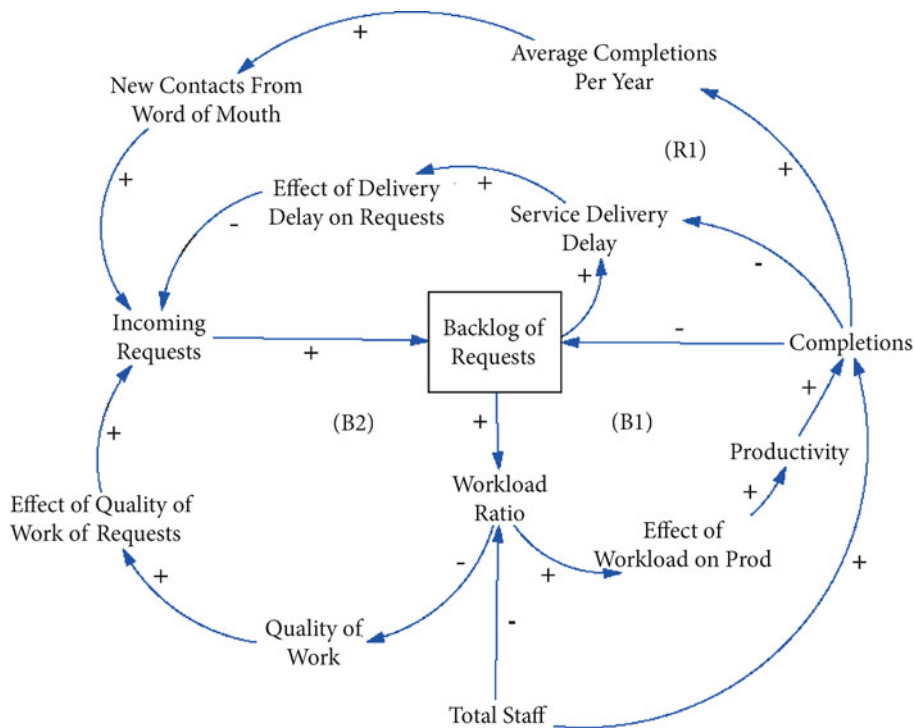 +
Average Completions
Per Year
New Contacts From
Word of Mouth
(R1)
+
+
+
Effect of Delivery
Delay on Requests
-
Service Delivery
Delay
-
+
Incoming
Requests
+
Backlog of
Requests
-
Completions
+
(B2)
+
(B1)
+
Productivity
Workload
Ratio
+
Effect of Quality of
Work of Requests
Effect of
Workload on Prod
-
+
+
+
Quality of
Work
-
Total Staff